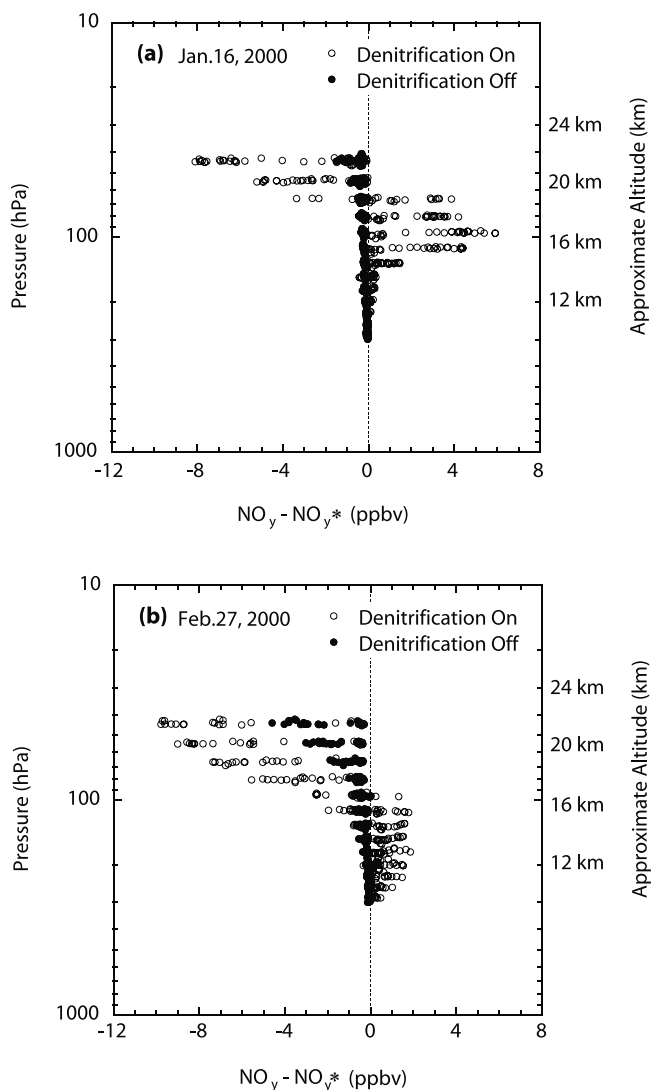 10
(a) Jan.16, 2000
Denitrification On
Denitrification Off
24 km
20 km
100
16 km
12 km
1000
-12
-8
-4
0
4
8
Pressure (hPa)
Approximate Altitude (km)
NOy - NOy* (ppbv)
10
(b) Feb.27, 2000
Denitrification On
Denitrification Off
24 km
20 km
100
16 km
12 km
1000
-12
-8
-4
0
4
8
Pressure (hPa)
Approximate Altitude (km)
NOy - NOy* (ppbv)